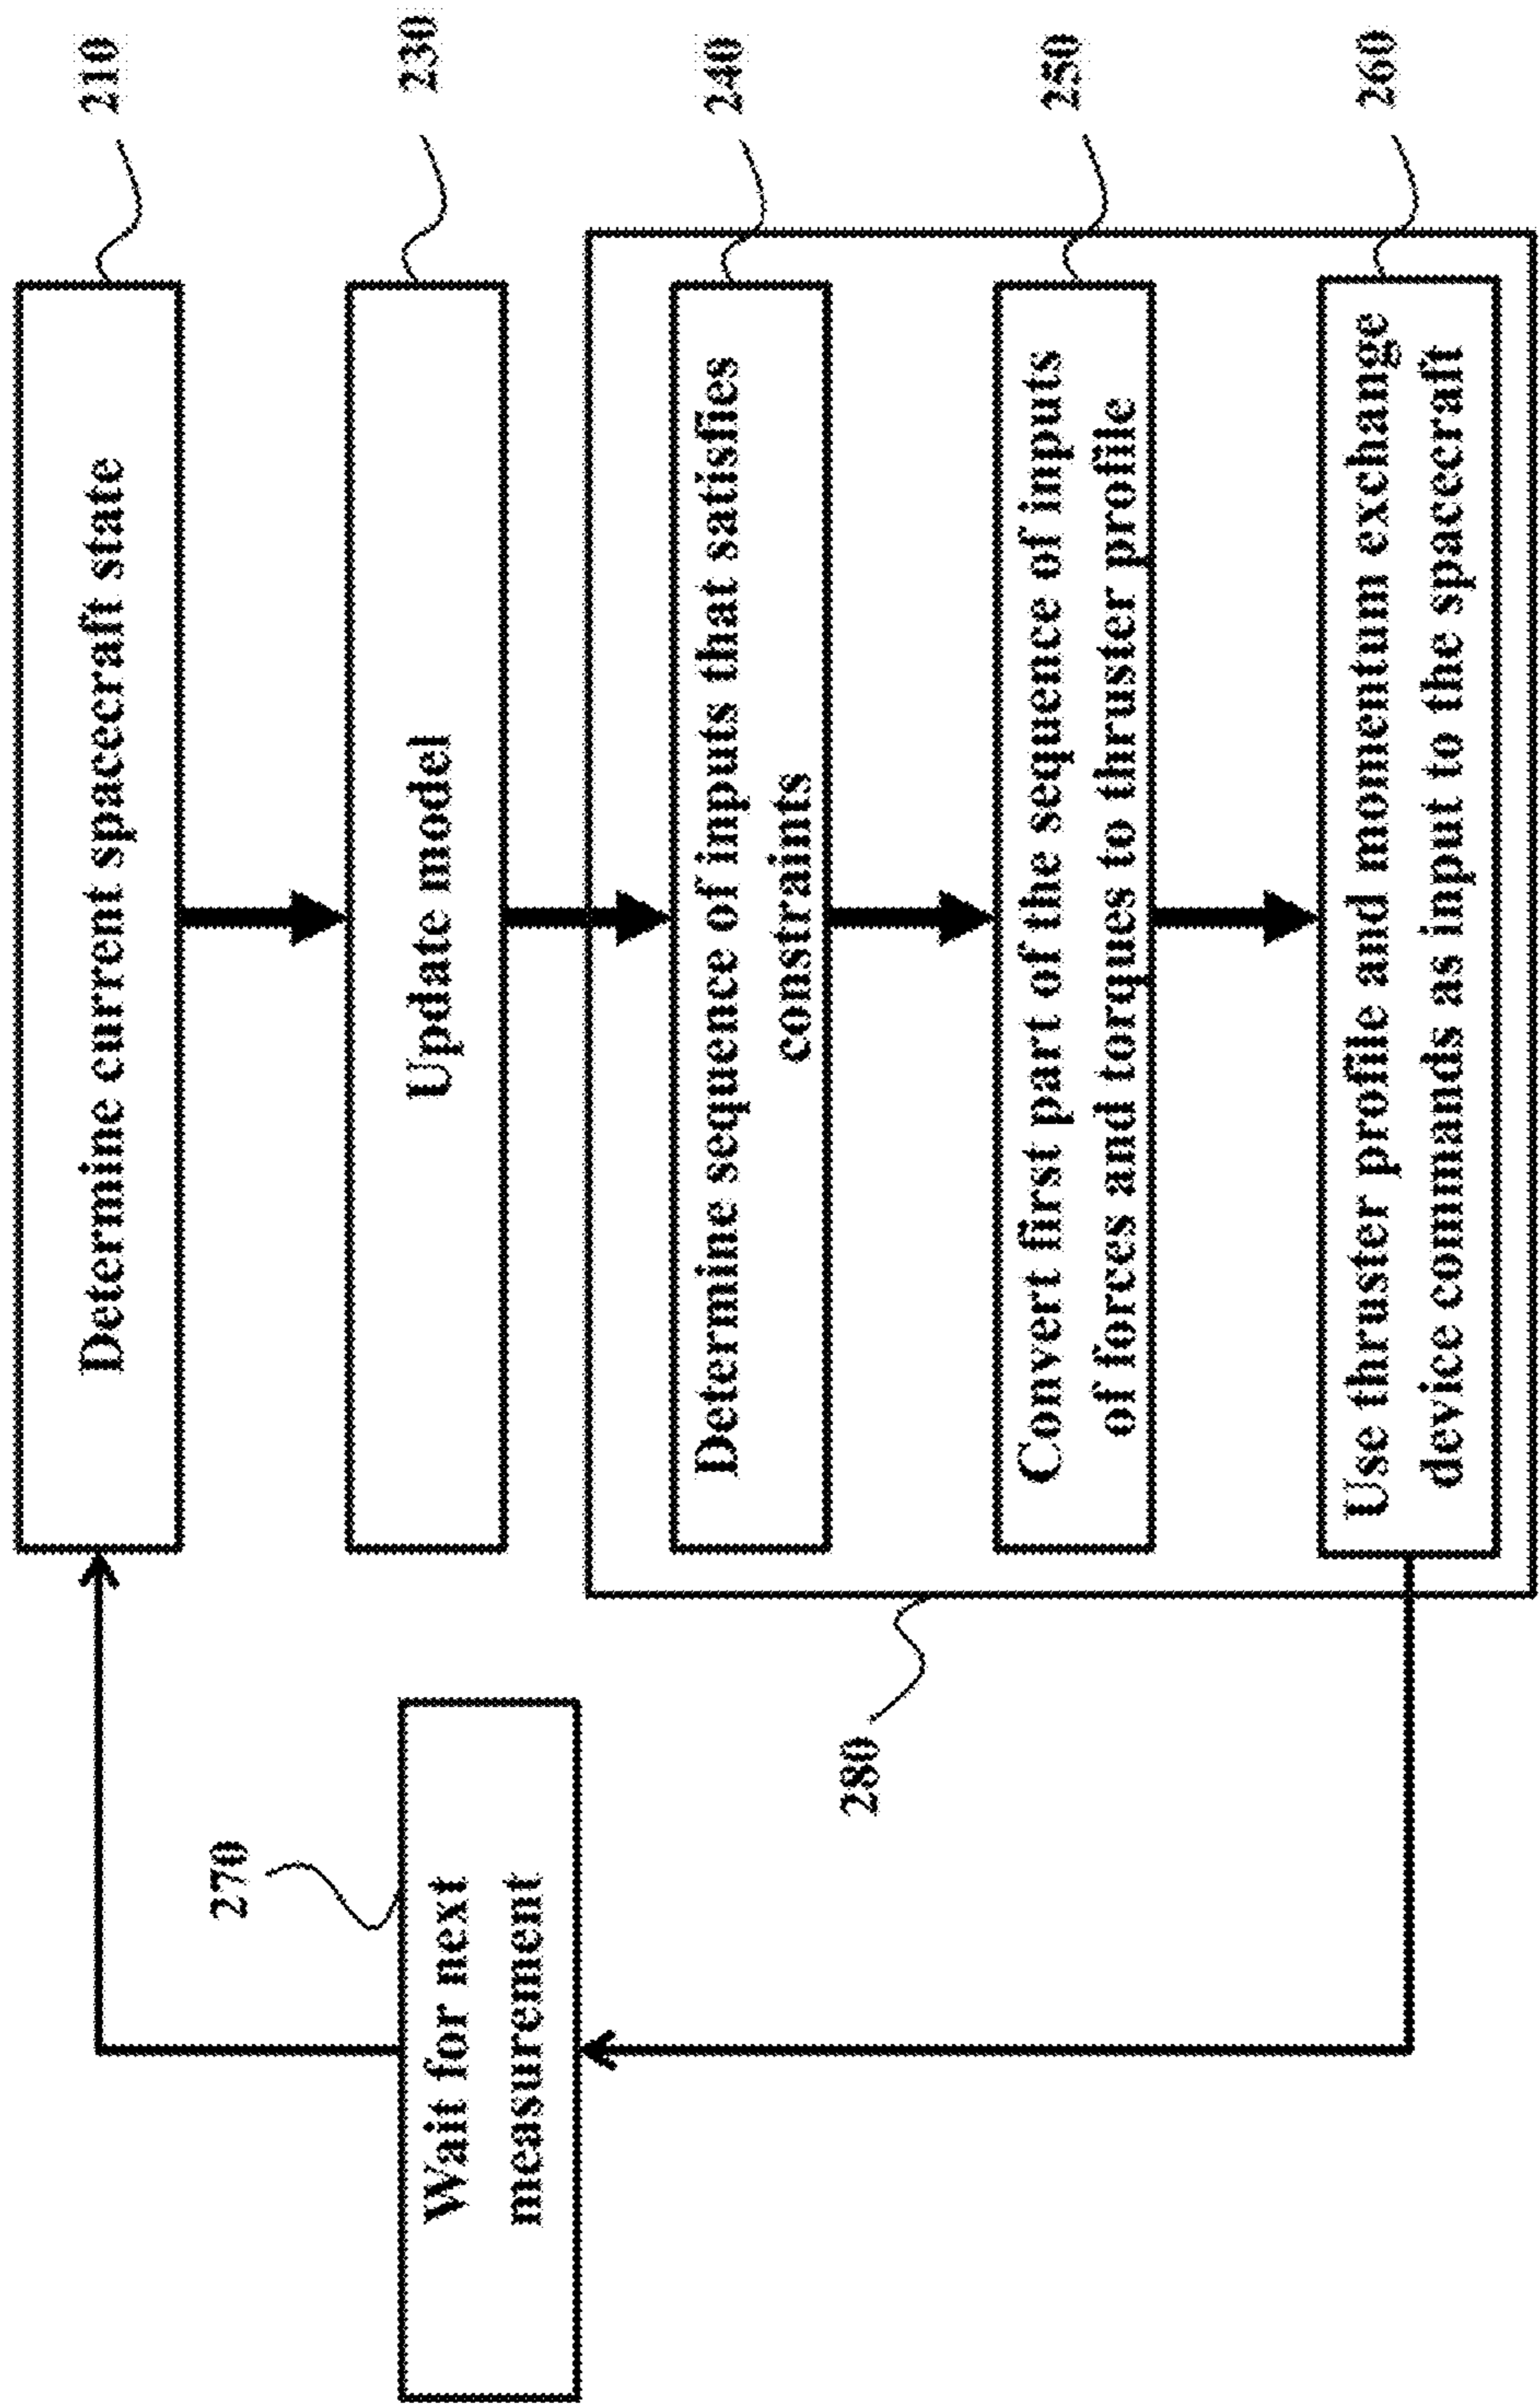 Determine current spacecraft state
210
Update model
230
Determine sequence of inputs that satisfies
constraints
240
Convert first part of the sequence of inputs
of forces and torques to thruster profile
250
Use thruster profile and momentum exchange
device commands as input to the spacecraft
260
270
Wait for next
measurement
280